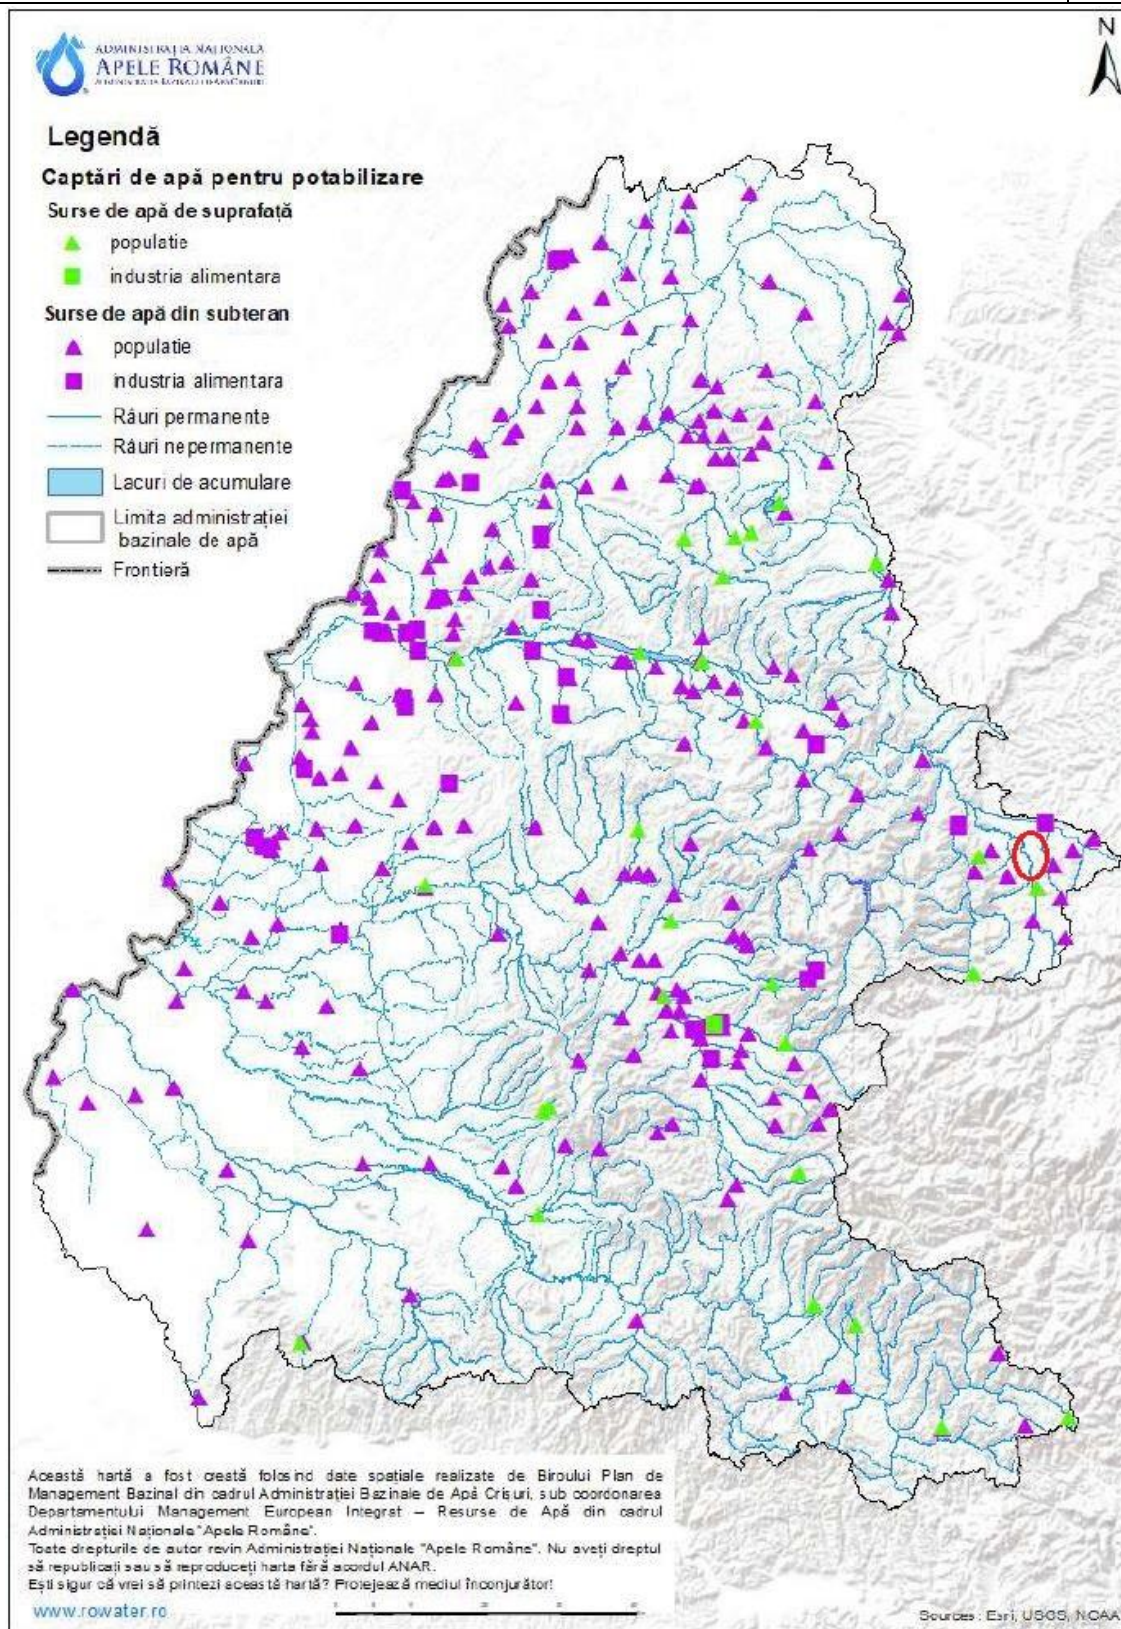 N
ADMINISTRAȚIA NAȚIONALĂ
APELE ROMÂNE
Legendă
Captări de apă pentru potabilizare
Surse de apă de suprafață
populatie
industria alimentara
Surse de apă din subteran
populatie
industria alimentara
Râuri permanente
Râuri nepermanente
Lacuri de acumulare
Limita administrației
bazinale de apă
Frontieră
Această hartă a fost creată folosind date spațiale realizate de Biroului Plan de
Management Bazinal din cadrul Administrației Bazinale de Apă Crișuri, sub coordonarea
Departamentului Management European Integrat – Resurse de Apă din cadrul
Administrației Naționale "Apele Române".
Toate drepturile de autor revin Administrației Naționale "Apele Române". Nu aveți dreptul
să republicați sau să reproduceți harta fără acordul ANAR.
Ești sigur că vrei să printezi această hartă? Protejează mediul înconjurător!
www.rowater.ro
Sources: Esri, USGS, NOAA